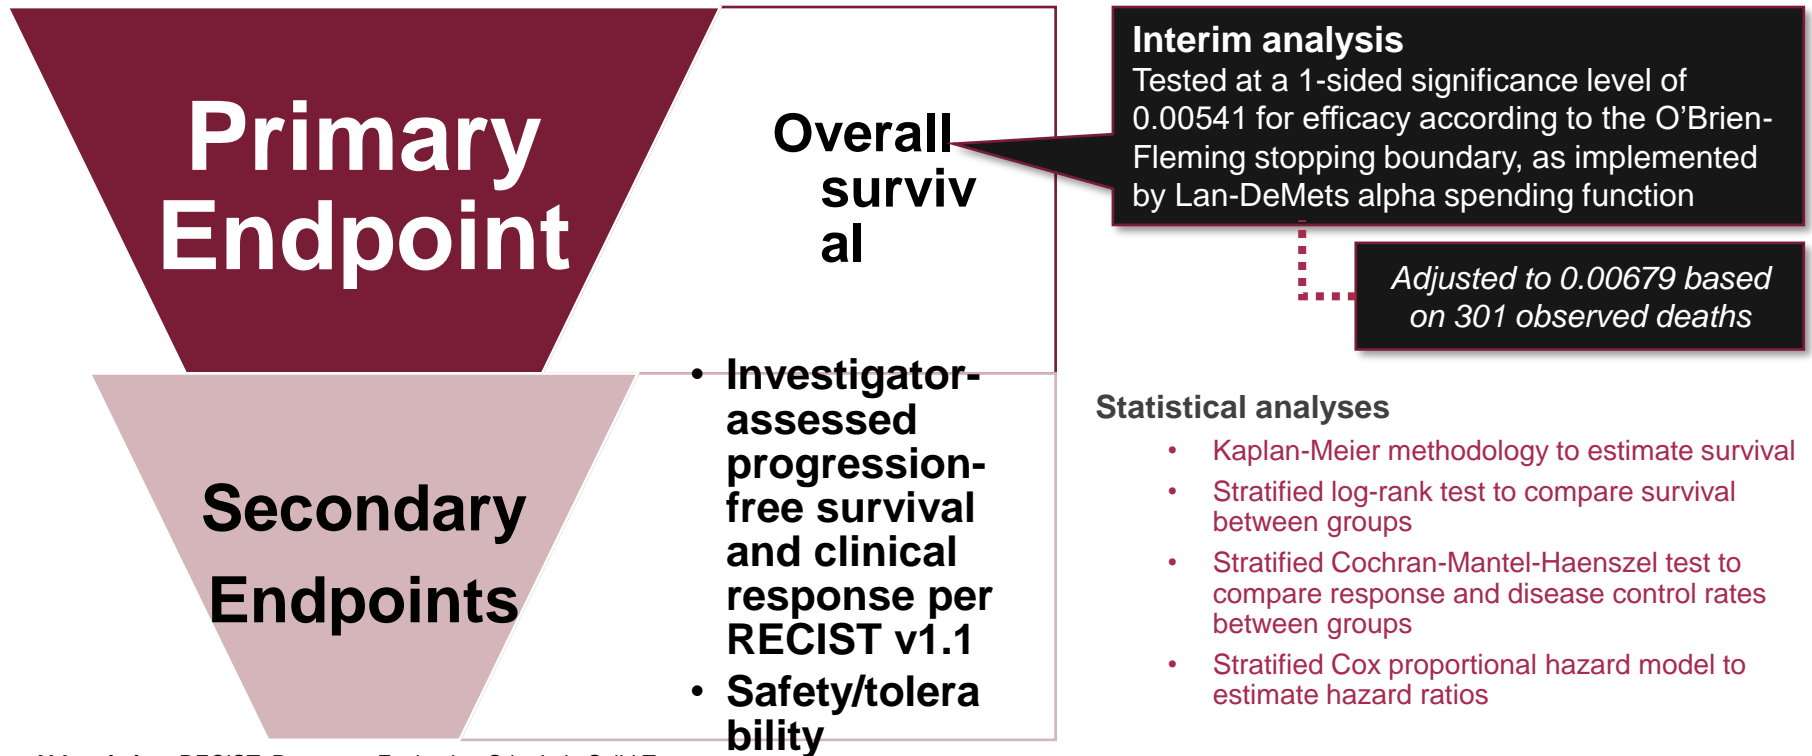 Primary
Endpoint
Overall
surviv
al
Interim analysis
Tested at a 1-sided significance level of
0.00541 for efficacy according to the O’Brien-
Fleming stopping boundary, as implemented
by Lan-DeMets alpha spending function
Adjusted to 0.00679 based
on 301 observed deaths
Secondary
Endpoints
• Investigator-
assessed
progression-
free survival
and clinical
response per
RECIST v1.1
• Safety/tolera
bility
Statistical analyses
• Kaplan-Meier methodology to estimate survival
• Stratified log-rank test to compare survival
between groups
• Stratified Cochran-Mantel-Haenszel test to
compare response and disease control rates
between groups
• Stratified Cox proportional hazard model to
estimate hazard ratios